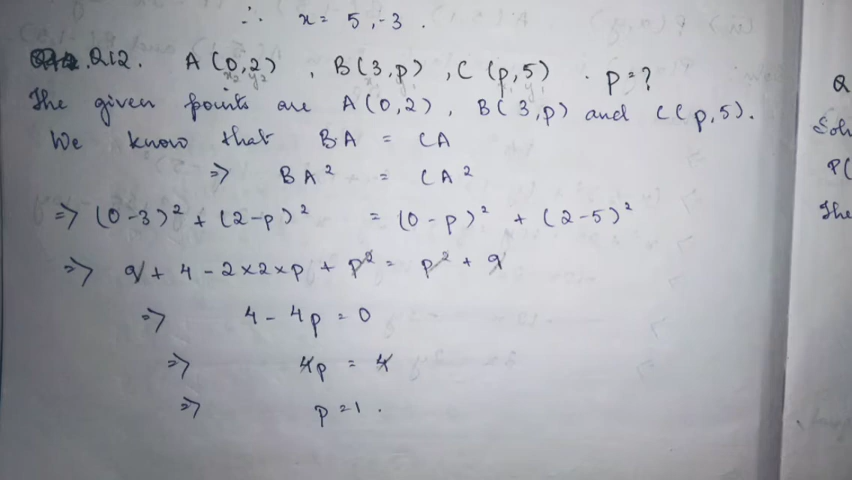 ∴ x = 5, -3.
Q12. A(0,2), B(3,p), C(p,5). p=?
The given points are A(0,2), B(3,p) and C(p,5).
We know that BA = CA
⇒ BA² = CA²
⇒ (0-3)² + (2-p)² = (0-p)² + (2-5)²
⇒ 9 + 4 - 2×2×p + p² = p² + 9
⇒ 4 - 4p = 0
⇒ 4p = 4
⇒ p = 1.
Q
Soln
P(
The